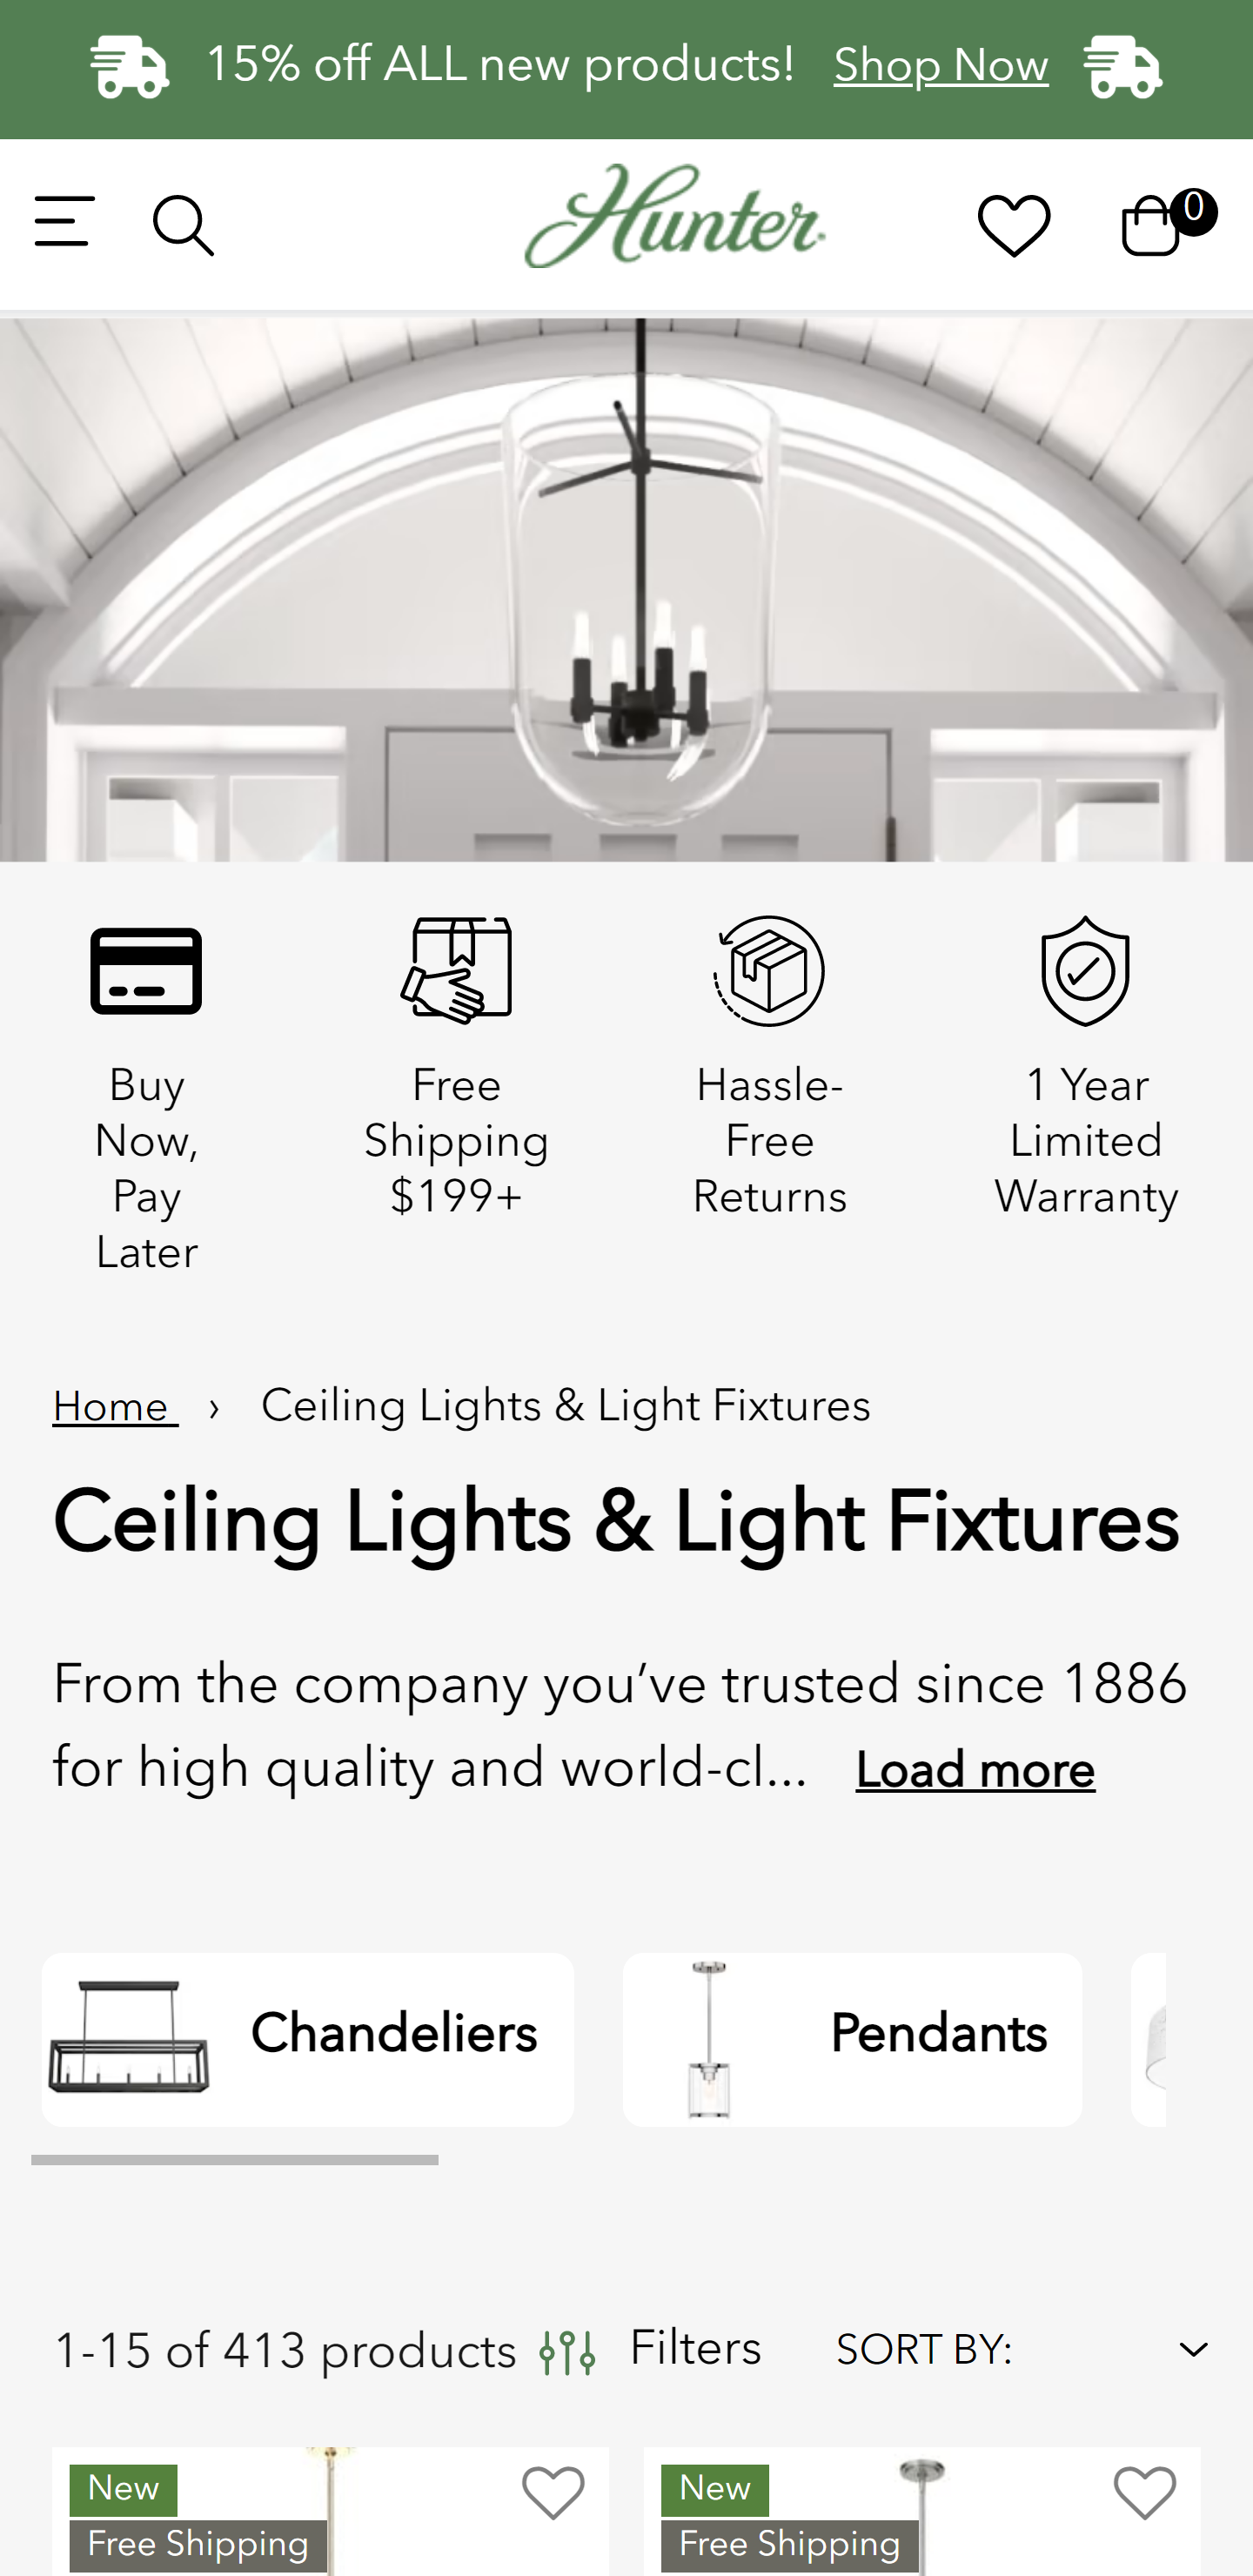 15% off ALL new products! Shop Now
Hunter
0
Buy
Now,
Pay
Later
Free
Shipping
$199+
Hassle-
Free
Returns
1 Year
Limited
Warranty
Home › Ceiling Lights & Light Fixtures
Ceiling Lights & Light Fixtures
From the company you’ve trusted since 1886
for high quality and world-cl... Load more
Chandeliers
Pendants
1-15 of 413 products Filters SORT BY:
New
Free Shipping
New
Free Shipping